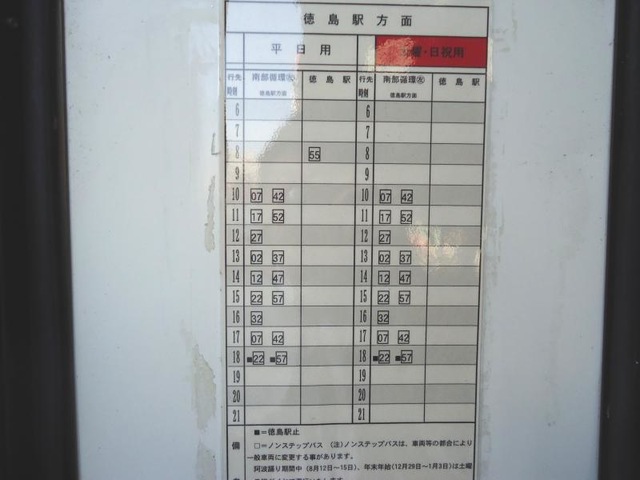 徳島駅方面
平日用 曜・日祝用
行先 南部循環 徳島駅 行先 南部循環 徳島駅
時刻 徳島駅方面 時刻 徳島駅方面
6 6
7 7
8 55 8
9 9
10 07 42 10 07 42
11 17 52 11 17 52
12 27 12 27
13 02 37 13 02 37
14 12 47 14 12 47
15 22 57 15 22 57
16 32 16 32
17 07 42 17 07 42
18 ■22 ■57 18 ■22 ■57
19 19
20 20
21 21
備 ■=徳島駅止
□=ノンステップバス (注)ノンステップバスは、車両等の都合により
一般車両に変更する事があります。
阿波踊り期間中(8月12日~15日)、年末年始(12月29日~1月3日)は土曜